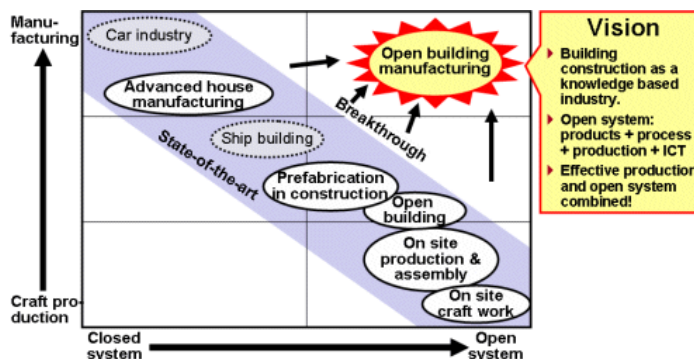 Manu-
facturing
Craft pro-
duction
Closed
system
Open
system
Car industry
Advanced house
manufacturing
Ship building
State-of-the-art
Prefabrication
in construction
Open
building
On site
production &
assembly
On site
craft work
Breakthrough
Open building
manufacturing
Vision
Building
construction as a
knowledge based
industry.
Open system:
products + process
+ production + ICT
Effective production
and open system
combined!